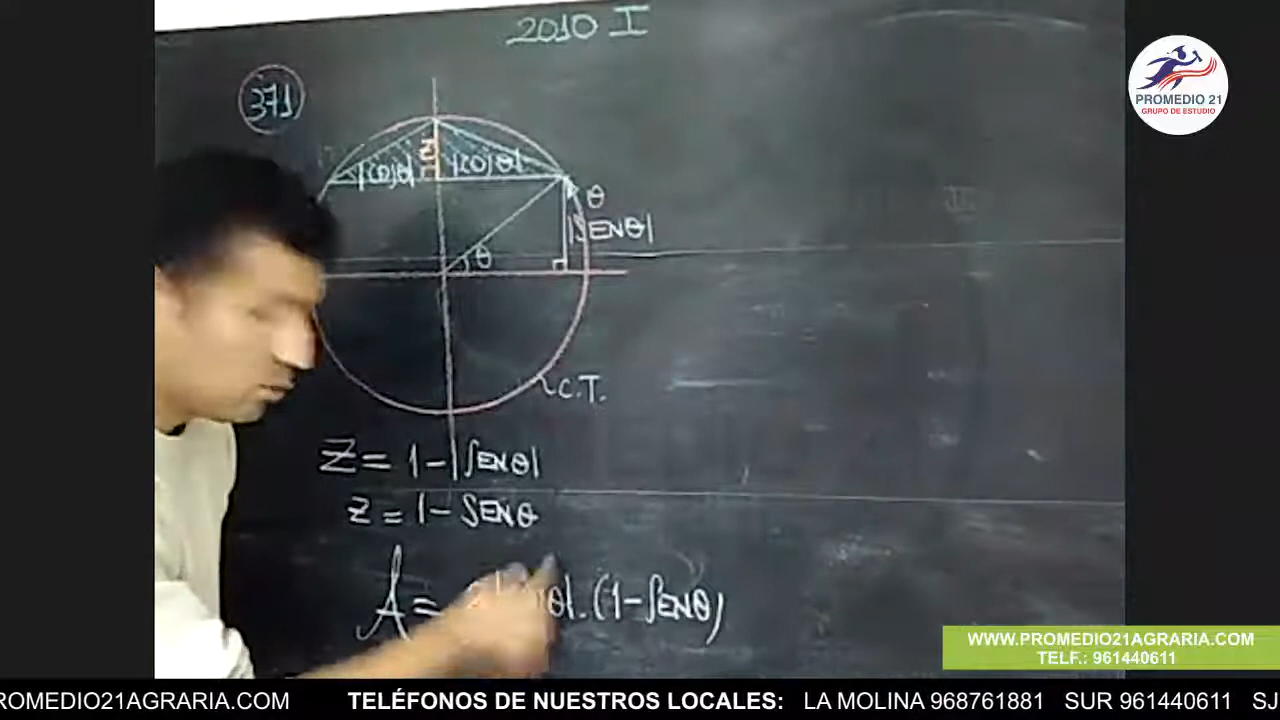 2010 I
371
PROMEDIO 21
GRUPO DE ESTUDIO
Z
|COSθ| |COSθ|
θ
|SENθ|
θ
C.T.
Z = 1 - |SENθ|
Z = 1 - SENθ
A = θ|.(1-SENθ)
WWW.PROMEDIO21AGRARIA.COM
TELF.: 961440611
ROMEDIO21AGRARIA.COM TELÉFONOS DE NUESTROS LOCALES: LA MOLINA 968761881 SUR 961440611 SJ